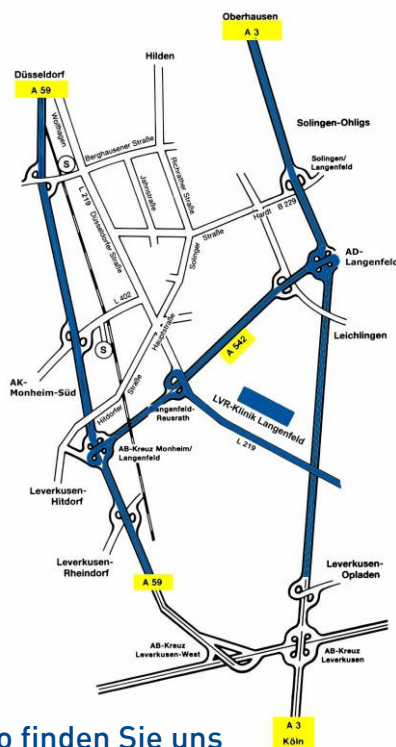 Oberhausen
A 3
Düsseldorf
A 59
Hilden
Wolfhagen
Solingen-Ohligs
Berghausener Straße
S
Solingen/
Langenfeld
Richrather Straße
Jahnstraße
L 219
Düsseldorfer Straße
Hardt
B 229
Solinger
Straße
AD-
Langenfeld
L 402
Hauptstraße
A 542
Leichlingen
S
AK-
Monheim-Süd
Hitdorfer
Straße
Langenfeld-
Reusrath
LVR-Klinik Langenfeld
AB-Kreuz Monheim/
Langenfeld
L 219
Leverkusen-
Hitdorf
Leverkusen-
Rheindorf
A 59
Leverkusen-
Opladen
AB-Kreuz
Leverkusen-West
AB-Kreuz
Leverkusen
A 3
Köln
o finden Sie uns